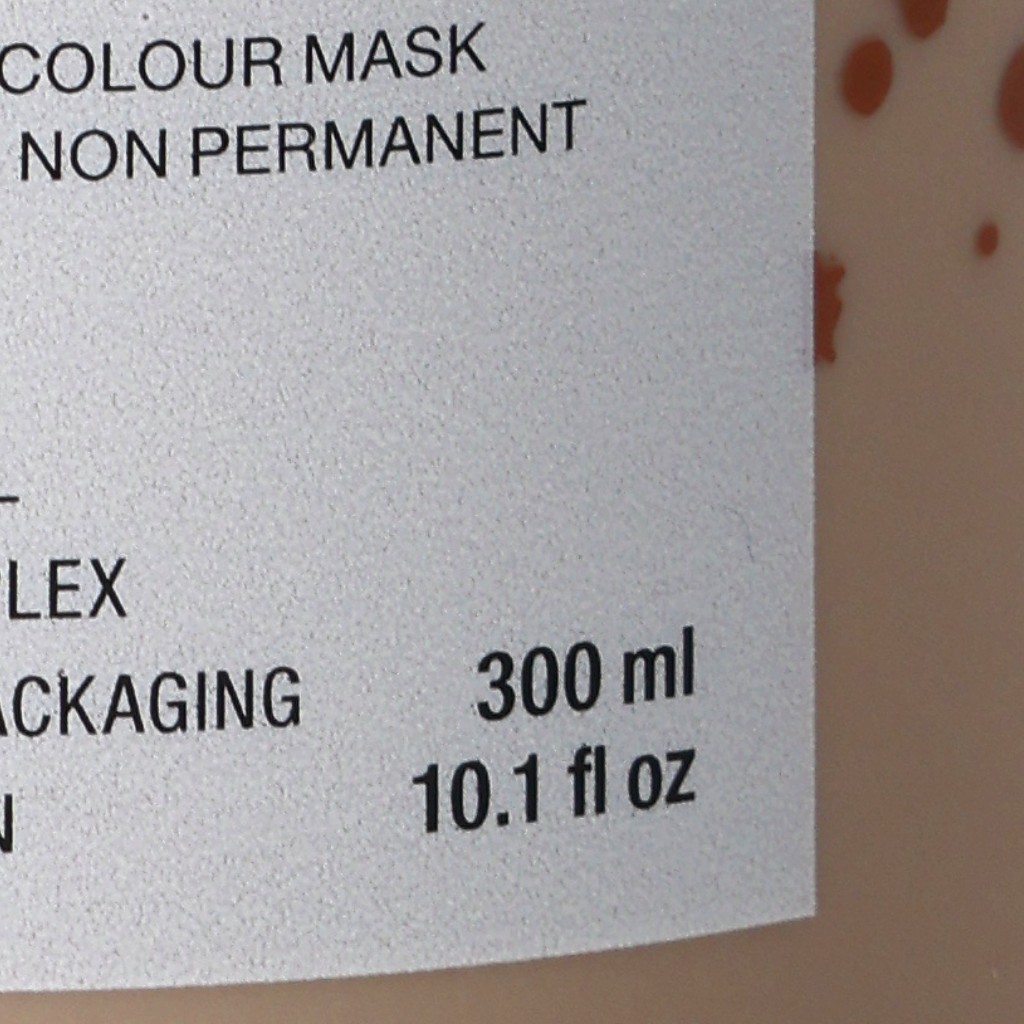 COLOUR MASK
NON PERMANENT
LEX
ACKAGING
300 ml
10.1 fl oz